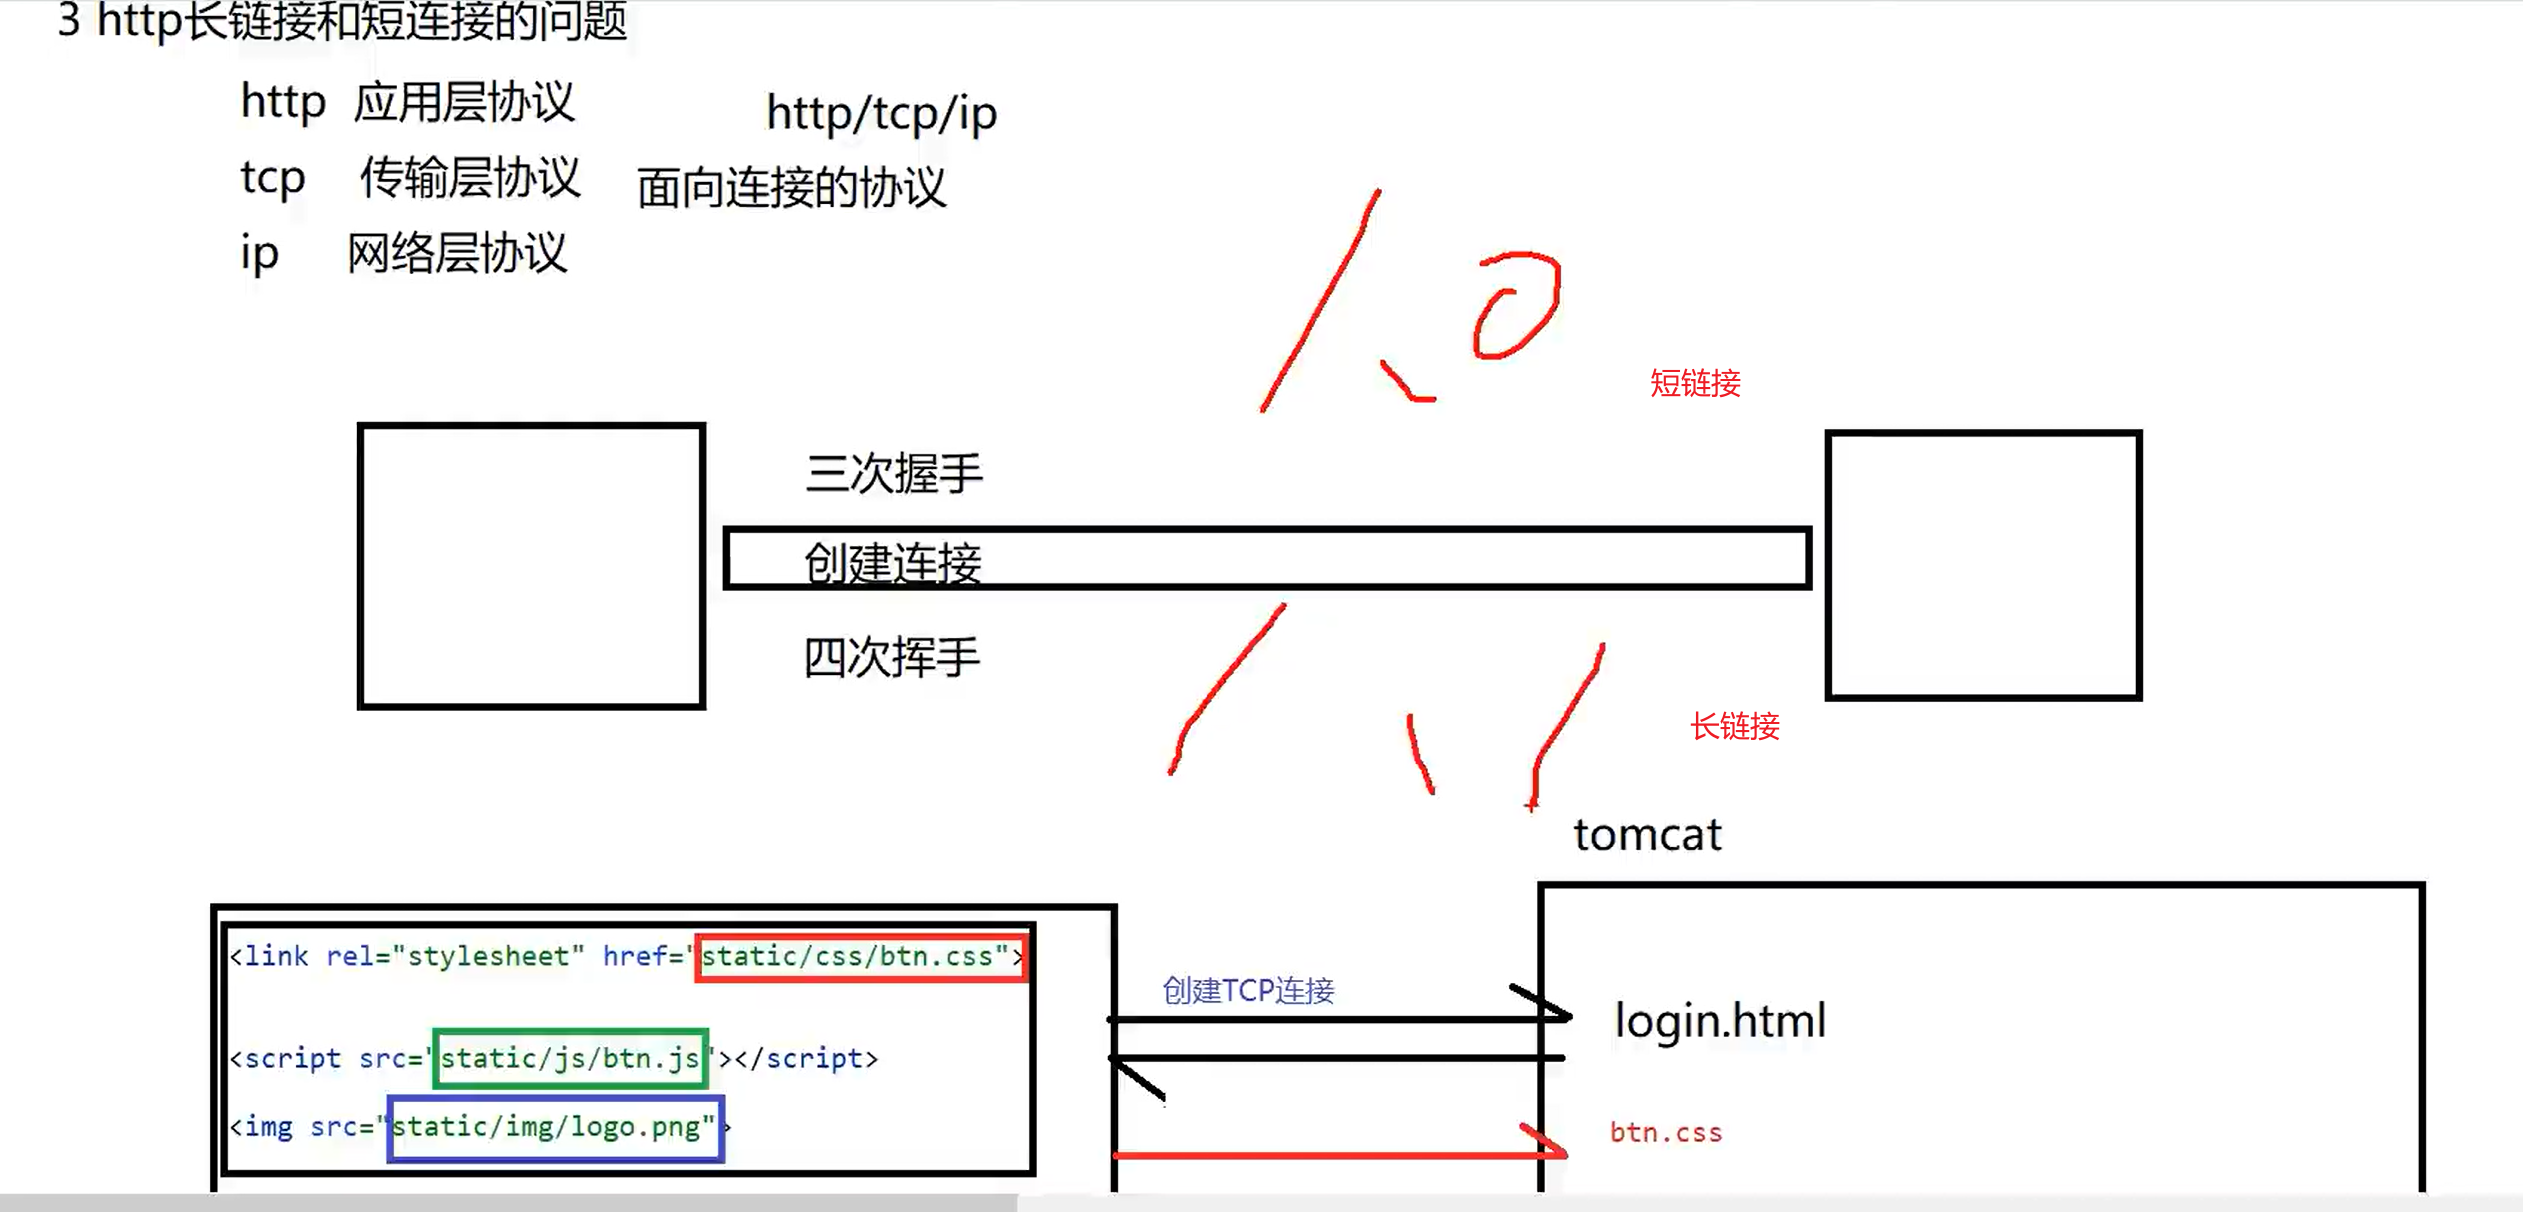 3 http长链接和短连接的问题
http 应用层协议
http/tcp/ip
tcp 传输层协议 面向连接的协议
ip 网络层协议
1.0
短链接
三次握手
创建连接
四次挥手
1.1
长链接
tomcat
<link rel="stylesheet" href="static/css/btn.css">
<script src="static/js/btn.js"></script>
<img src="static/img/logo.png">
创建TCP连接
login.html
btn.css